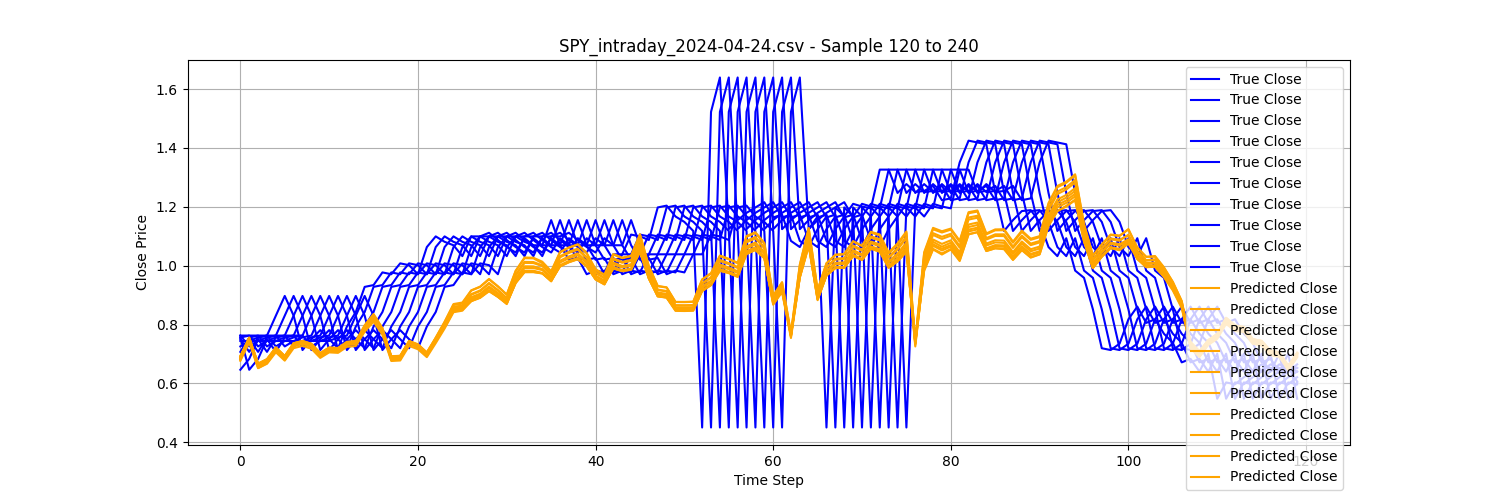 SPY_intraday_2024-04-24.csv - Sample 120 to 240
Close Price
1.6
1.4
1.2
1.0
0.8
0.6
0.4
True Close
True Close
True Close
True Close
True Close
True Close
True Close
True Close
True Close
True Close
Predicted Close
Predicted Close
Predicted Close
Predicted Close
Predicted Close
Predicted Close
Predicted Close
Predicted Close
Predicted Close
Predicted Close
0
20
40
60
80
100
120
Time Step